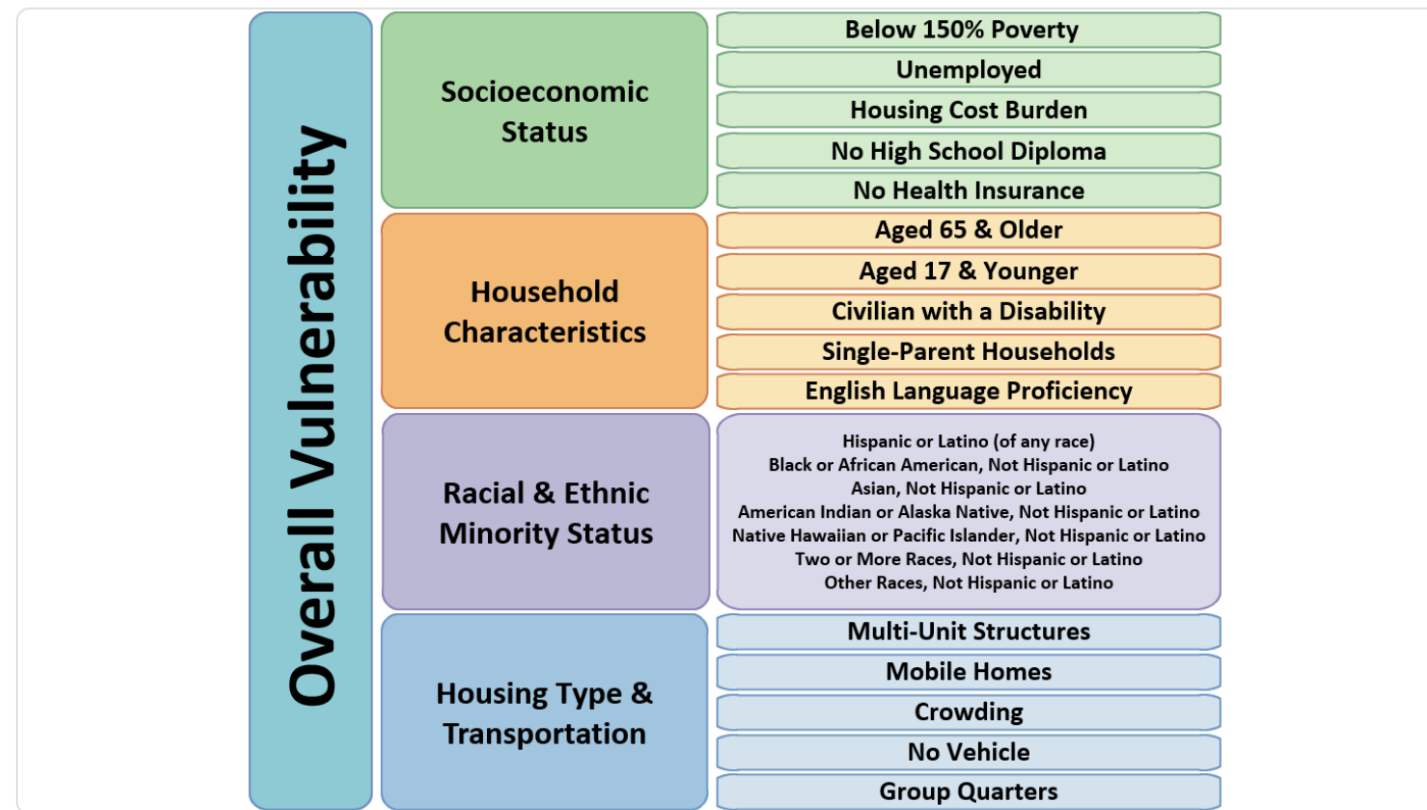 Overall Vulnerability
Socioeconomic
Status
Below 150% Poverty
Unemployed
Housing Cost Burden
No High School Diploma
No Health Insurance
Household
Characteristics
Aged 65 & Older
Aged 17 & Younger
Civilian with a Disability
Single-Parent Households
English Language Proficiency
Racial & Ethnic
Minority Status
Hispanic or Latino (of any race)
Black or African American, Not Hispanic or Latino
Asian, Not Hispanic or Latino
American Indian or Alaska Native, Not Hispanic or Latino
Native Hawaiian or Pacific Islander, Not Hispanic or Latino
Two or More Races, Not Hispanic or Latino
Other Races, Not Hispanic or Latino
Housing Type &
Transportation
Multi-Unit Structures
Mobile Homes
Crowding
No Vehicle
Group Quarters